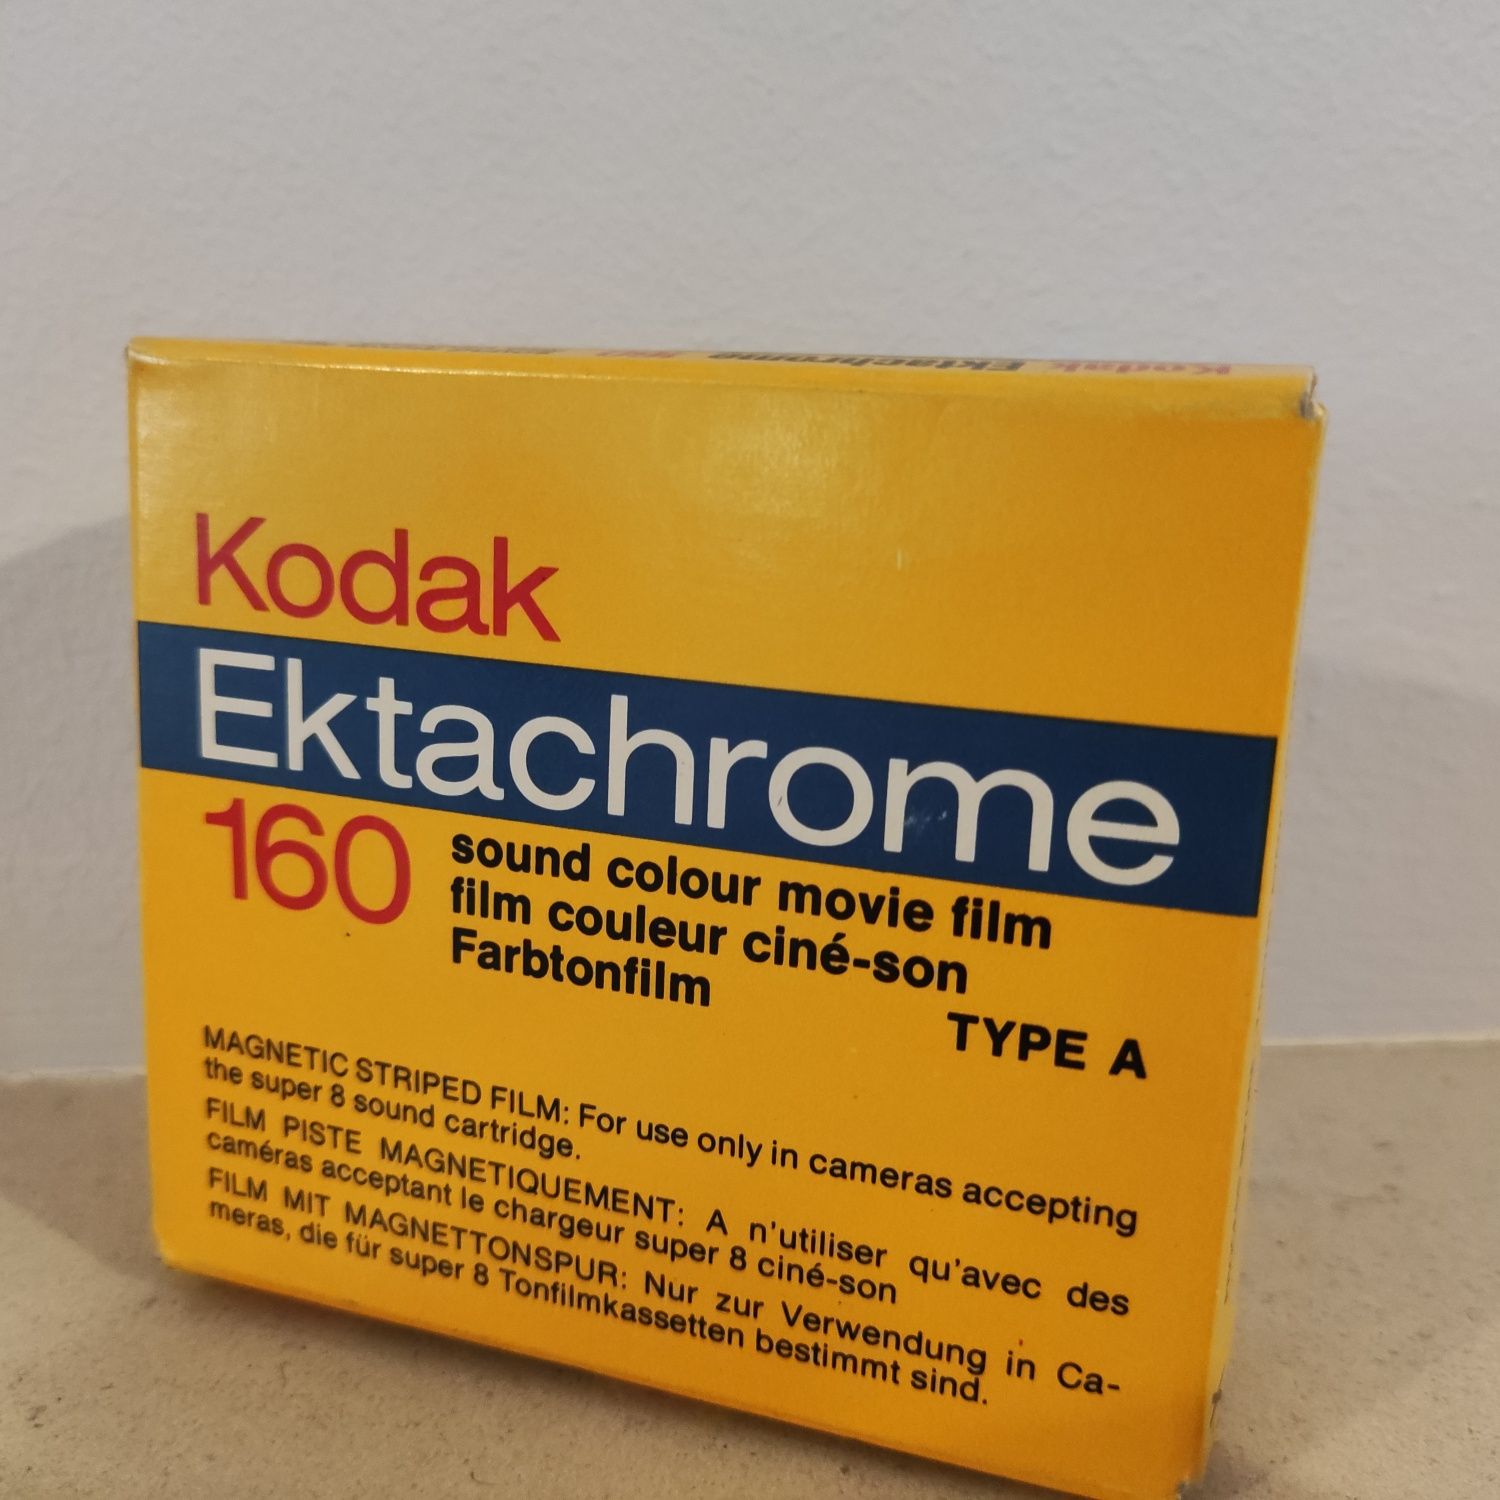 Kodak Ektachrome 160
Kodak
Ektachrome
160
sound colour movie film
film couleur ciné-son
Farbtonfilm
TYPE A
MAGNETIC STRIPED FILM: For use only in cameras accepting
the super 8 sound cartridge.
FILM PISTE MAGNETIQUEMENT: A n'utiliser qu'avec des
caméras acceptant le chargeur super 8 ciné-son
FILM MIT MAGNETTONSPUR: Nur zur Verwendung in Ca-
meras, die für super 8 Tonfilmkassetten bestimmt sind.